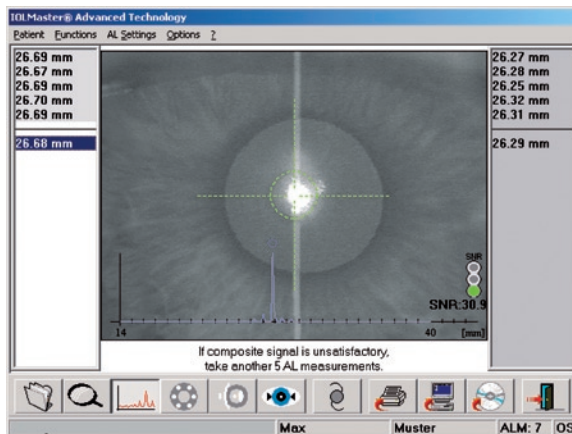 IOLMaster® Advanced Technology
Patient Functions AL Settings Options ?
26.69 mm
26.67 mm
26.69 mm
26.70 mm
26.69 mm
26.68 mm
26.27 mm
26.28 mm
26.25 mm
26.32 mm
26.31 mm
26.29 mm
SNR
SNR:30.9
14
40
[mm]
If composite signal is unsatisfactory,
take another 5 AL measurements.
Max Muster ALM: 7 OS